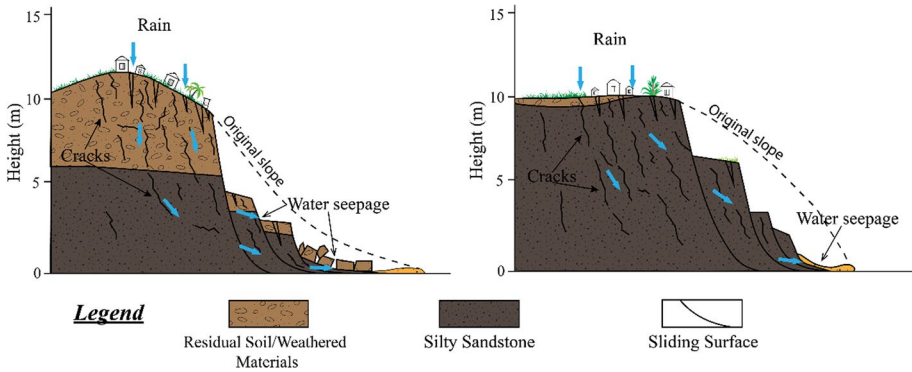 15
Rain
10
Height (m)
Original slope
Cracks
5
Water seepage
0
15
Rain
10
Height (m)
Original slope
Cracks
5
Water seepage
0
Legend
Residual Soil/Weathered
Materials
Silty Sandstone
Sliding Surface